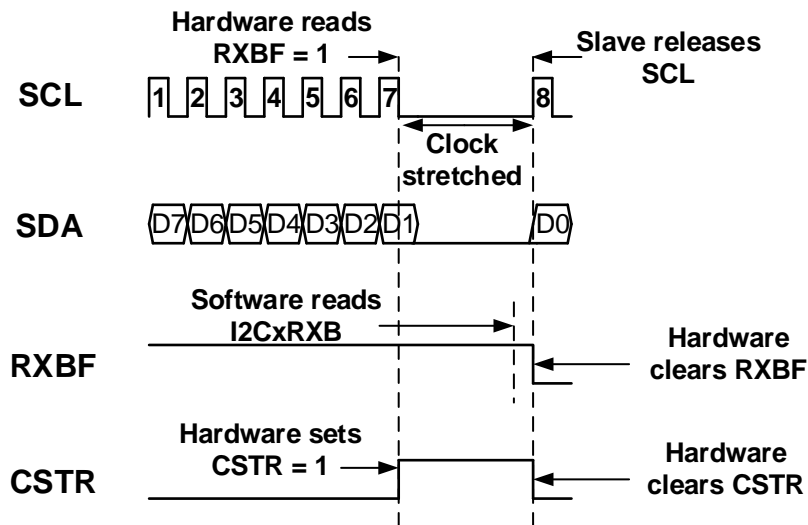 Hardware reads
RXBF = 1
Slave releases
SCL
SCL
1 2 3 4 5 6 7 8
Clock
stretched
SDA
D7 D6 D5 D4 D3 D2 D1 D0
Software reads
I2CxRXB
RXBF
Hardware
clears RXBF
Hardware sets
CSTR = 1
CSTR
Hardware
clears CSTR